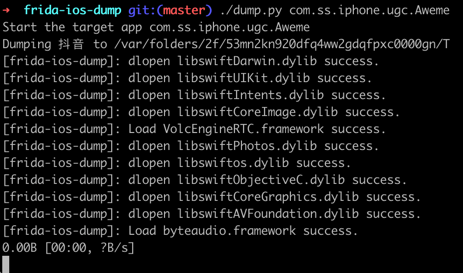 ➜ frida-ios-dump git:(master) ./dump.py com.ss.iphone.ugc.Aweme
Start the target app com.ss.iphone.ugc.Aweme
Dumping 抖音 to /var/folders/2f/53mn2kn920dfq4ww2gdqfpxc0000gn/T
[frida-ios-dump]: dlopen libswiftDarwin.dylib success.
[frida-ios-dump]: dlopen libswiftUIKit.dylib success.
[frida-ios-dump]: dlopen libswiftIntents.dylib success.
[frida-ios-dump]: dlopen libswiftCoreImage.dylib success.
[frida-ios-dump]: Load VolcEngineRTC.framework success.
[frida-ios-dump]: dlopen libswiftPhotos.dylib success.
[frida-ios-dump]: dlopen libswiftos.dylib success.
[frida-ios-dump]: dlopen libswiftObjectiveC.dylib success.
[frida-ios-dump]: dlopen libswiftCoreGraphics.dylib success.
[frida-ios-dump]: dlopen libswiftAVFoundation.dylib success.
[frida-ios-dump]: Load byteaudio.framework success.
0.00B [00:00, ?B/s]